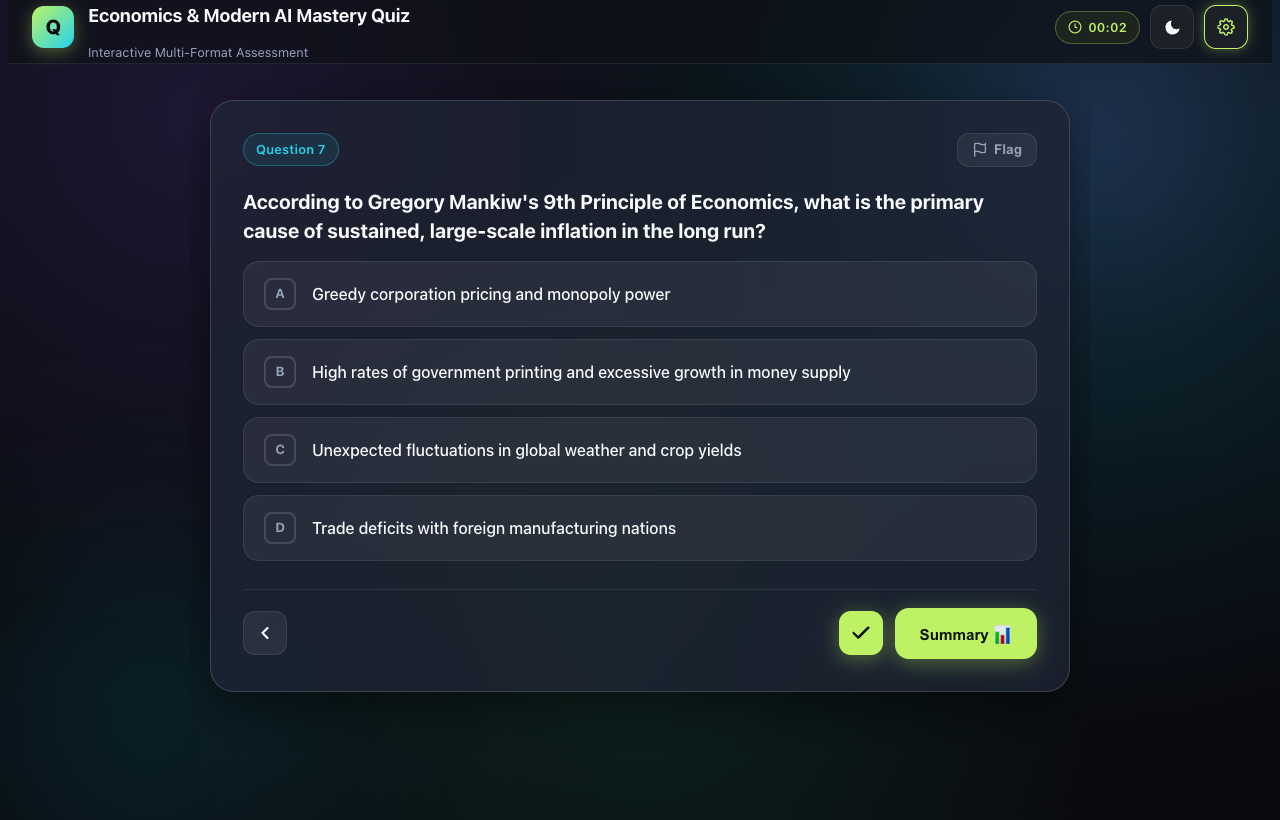 Q
Economics & Modern AI Mastery Quiz
Interactive Multi-Format Assessment
00:02
Question 7
Flag
According to Gregory Mankiw's 9th Principle of Economics, what is the primary
cause of sustained, large-scale inflation in the long run?
A Greedy corporation pricing and monopoly power
B High rates of government printing and excessive growth in money supply
C Unexpected fluctuations in global weather and crop yields
D Trade deficits with foreign manufacturing nations
Summary 📊